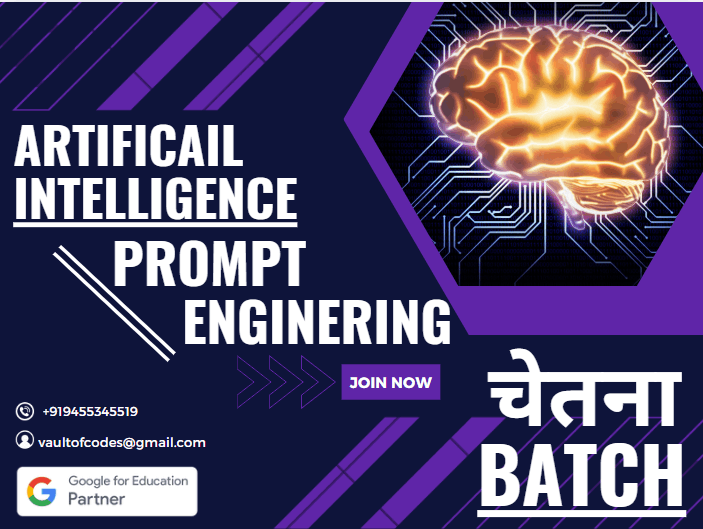 ARTIFICAIL
INTELLIGENCE
PROMPT
ENGINERING
JOIN NOW
चेतना
BATCH
+919455345519
vaultofcodes@gmail.com
Google for Education
Partner